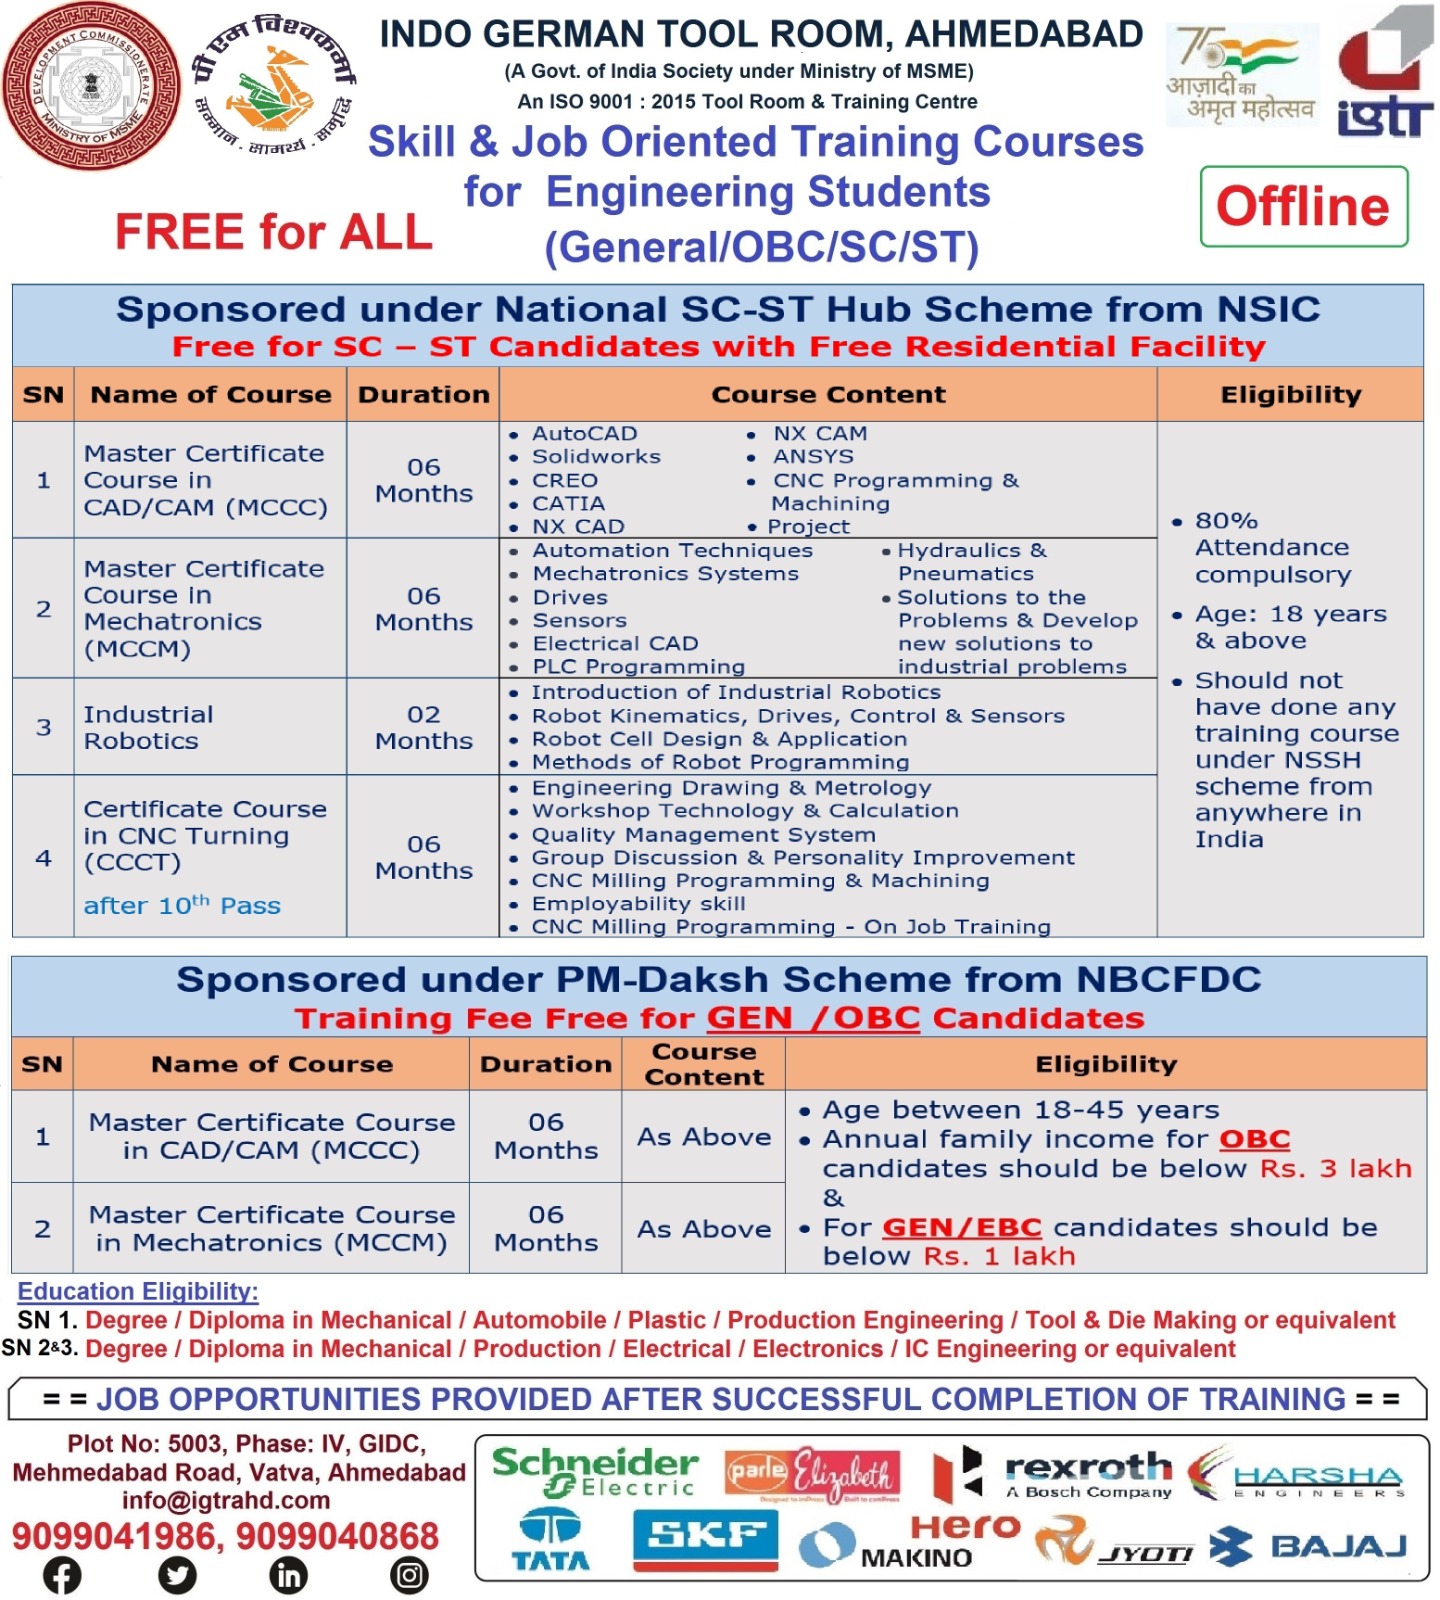 DEVELOPMENT COMMISSIONERATE
MINISTRY OF MSME
पी एम विश्वकर्मा
सम्मान · सामर्थ्य · समृद्धि
INDO GERMAN TOOL ROOM, AHMEDABAD
(A Govt. of India Society under Ministry of MSME)
An ISO 9001 : 2015 Tool Room & Training Centre
75
आज़ादी का
अमृत महोत्सव
igtr
Skill & Job Oriented Training Courses
for Engineering Students
(General/OBC/SC/ST)
FREE for ALL
Offline
Sponsored under National SC-ST Hub Scheme from NSIC
Free for SC – ST Candidates with Free Residential Facility
SN Name of Course Duration Course Content Eligibility
1
Master Certificate
Course in
CAD/CAM (MCCC)
06
Months
• AutoCAD
• Solidworks
• CREO
• CATIA
• NX CAD
• NX CAM
• ANSYS
• CNC Programming &
Machining
• Project
2
Master Certificate
Course in
Mechatronics
(MCCM)
06
Months
• Automation Techniques
• Mechatronics Systems
• Drives
• Sensors
• Electrical CAD
• PLC Programming
• Hydraulics &
Pneumatics
• Solutions to the
Problems & Develop
new solutions to
industrial problems
3
Industrial
Robotics
02
Months
• Introduction of Industrial Robotics
• Robot Kinematics, Drives, Control & Sensors
• Robot Cell Design & Application
• Methods of Robot Programming
4
Certificate Course
in CNC Turning
(CCCT)
after 10th Pass
06
Months
• Engineering Drawing & Metrology
• Workshop Technology & Calculation
• Quality Management System
• Group Discussion & Personality Improvement
• CNC Milling Programming & Machining
• Employability skill
• CNC Milling Programming - On Job Training
• 80%
Attendance
compulsory
• Age: 18 years
& above
• Should not
have done any
training course
under NSSH
scheme from
anywhere in
India
Sponsored under PM-Daksh Scheme from NBCFDC
Training Fee Free for GEN /OBC Candidates
SN Name of Course Duration Course Content Eligibility
1
Master Certificate Course
in CAD/CAM (MCCC)
06
Months
As Above
2
Master Certificate Course
in Mechatronics (MCCM)
06
Months
As Above
• Age between 18-45 years
• Annual family income for OBC
candidates should be below Rs. 3 lakh
&
• For GEN/EBC candidates should be
below Rs. 1 lakh
Education Eligibility:
SN 1. Degree / Diploma in Mechanical / Automobile / Plastic / Production Engineering / Tool & Die Making or equivalent
SN 2&3. Degree / Diploma in Mechanical / Production / Electrical / Electronics / IC Engineering or equivalent
= = JOB OPPORTUNITIES PROVIDED AFTER SUCCESSFUL COMPLETION OF TRAINING = =
Plot No: 5003, Phase: IV, GIDC,
Mehmedabad Road, Vatva, Ahmedabad
info@igtrahd.com
9099041986, 9099040868
Schneider
Electric
parle Elizabeth
rexroth
A Bosch Company
HARSHA
ENGINEERS
TATA
SKF
MAKINO
Hero
JYOTI
BAJAJ